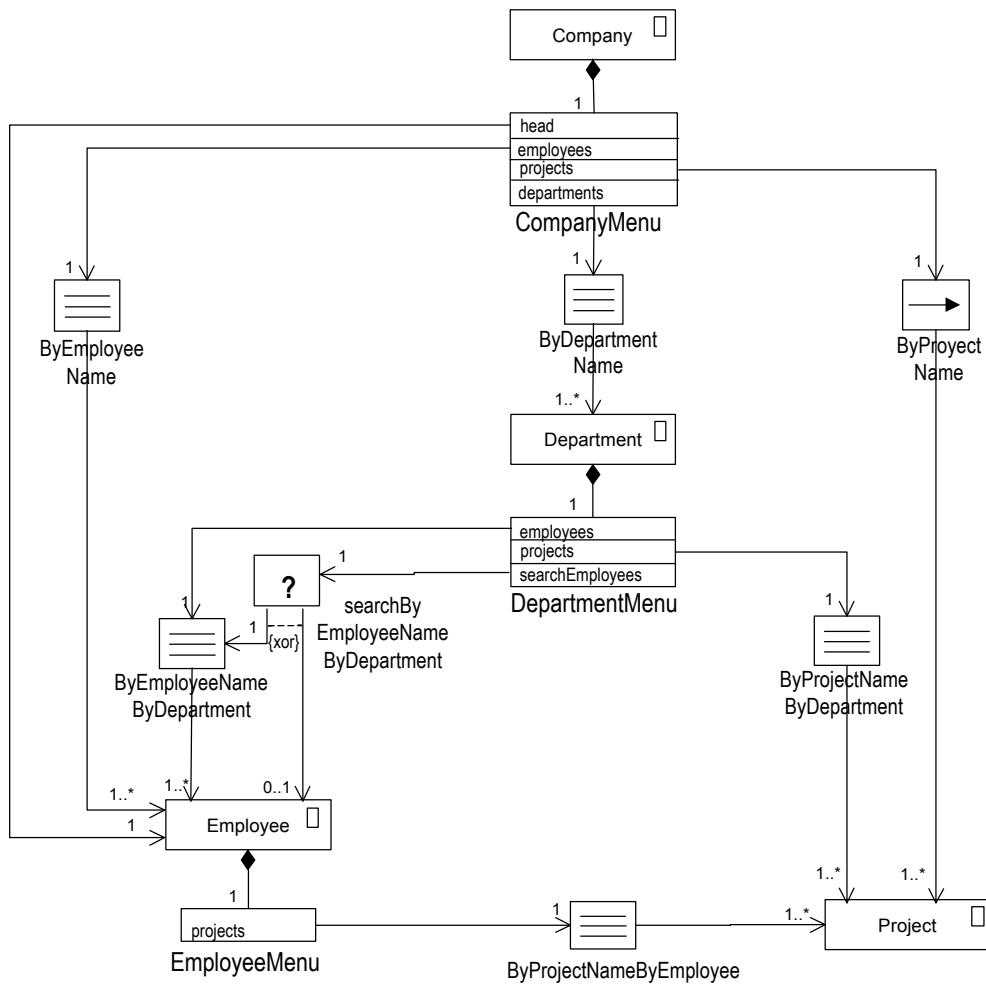 Company
1
head
employees
projects
departments
CompanyMenu
1
1
1
ByEmployee
Name
ByDepartment
Name
ByProyect
Name
1..*
Department
1
employees
projects
searchEmployees
DepartmentMenu
1
?
searchBy
EmployeeName
ByDepartment
1
1
{xor}
1
ByEmployeeName
ByDepartment
ByProjectName
ByDepartment
1..*
1..*
0..1
1
Employee
1
projects
EmployeeMenu
1
ByProjectNameByEmployee
1..*
1..*
1..*
Project